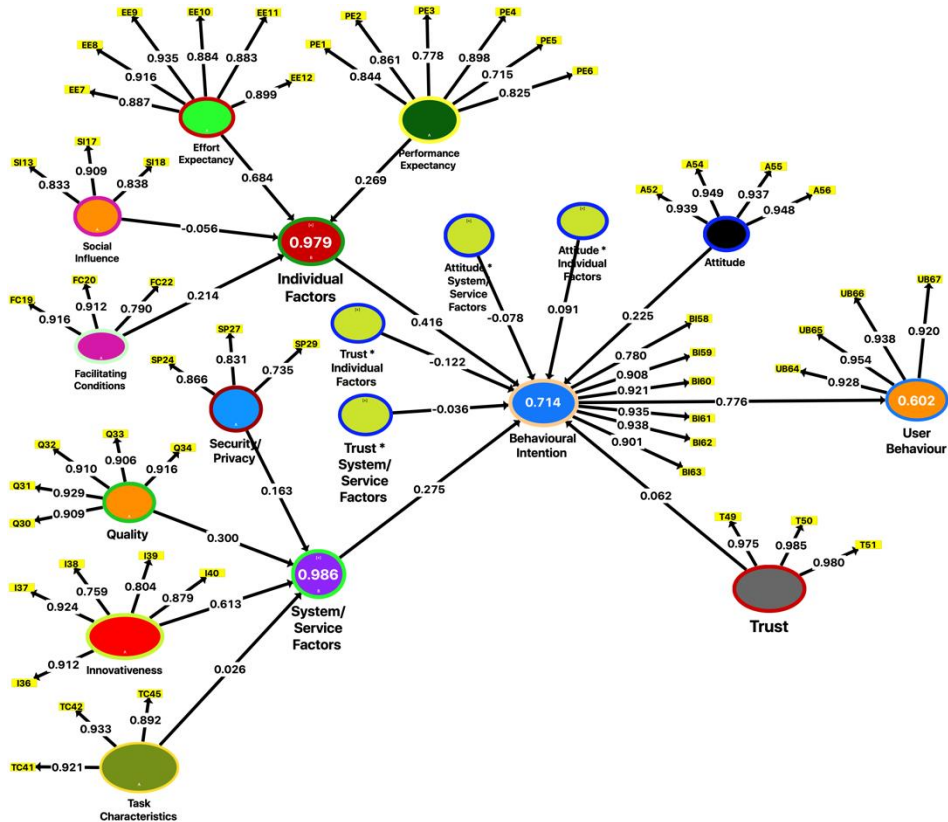 EE9
EE10
EE11
EE8
EE7
EE12
0.935
0.884
0.883
0.916
0.887
0.899
Effort
Expectancy
PE1
PE2
PE3
PE4
PE5
PE6
0.844
0.861
0.778
0.898
0.715
0.825
Performance
Expectancy
SI13
SI17
SI18
0.833
0.909
0.838
Social
Influence
0.684
0.269
-0.056
0.214
0.979
Individual
Factors
FC19
FC20
FC22
0.916
0.912
0.790
Facilitating
Conditions
SP24
SP27
SP29
0.866
0.831
0.735
Security/
Privacy
0.163
Q32
Q33
Q34
Q31
Q30
0.910
0.906
0.916
0.929
0.909
Quality
0.300
I37
I38
I39
I40
I36
0.924
0.759
0.804
0.879
0.912
Innovativeness
0.613
TC42
TC45
TC41
0.933
0.892
0.921
Task
Characteristics
0.026
0.986
System/
Service
Factors
0.416
0.275
Trust *
Individual
Factors
-0.122
Trust *
System/
Service
Factors
-0.036
Attitude *
System/
Service
Factors
-0.078
Attitude *
Individual
Factors
0.091
A52
A54
A55
A56
0.939
0.949
0.937
0.948
Attitude
0.225
0.714
Behavioural
Intention
BI58
BI59
BI60
BI61
BI62
BI63
0.780
0.908
0.921
0.935
0.938
0.901
0.776
UB64
UB65
UB66
UB67
0.928
0.954
0.938
0.920
0.602
User
Behaviour
0.062
T49
T50
T51
0.975
0.985
0.980
Trust